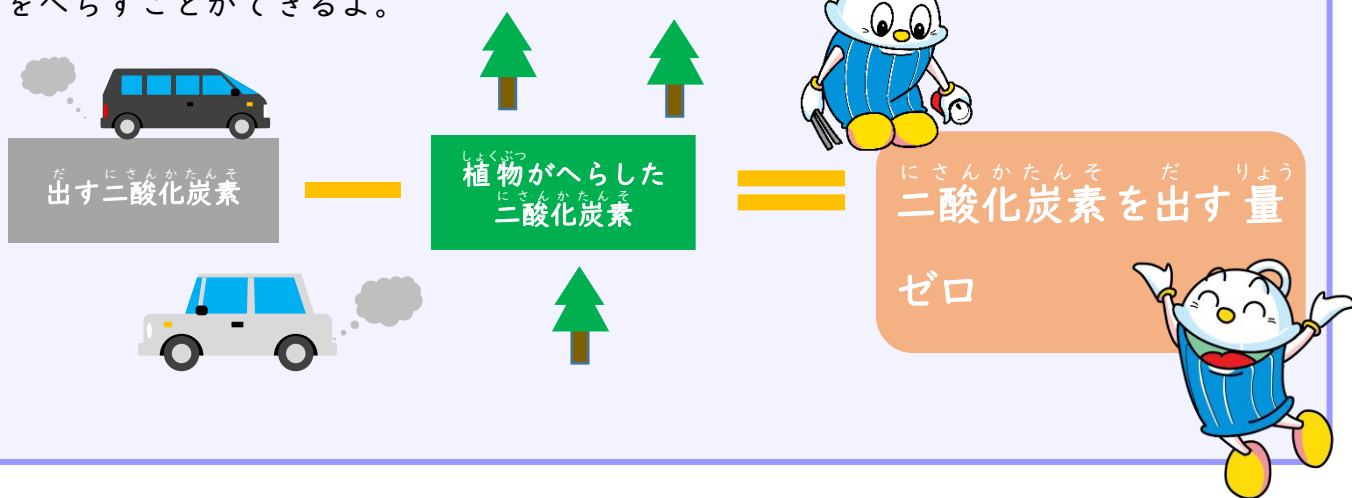 をへらすことができるよ。
だ にさんかたんそ
出す二酸化炭素
しょくぶつ
植物がへらした
にさんかたんそ
二酸化炭素
にさんかたんそ だ りょう
二酸化炭素を出す量
ゼロ